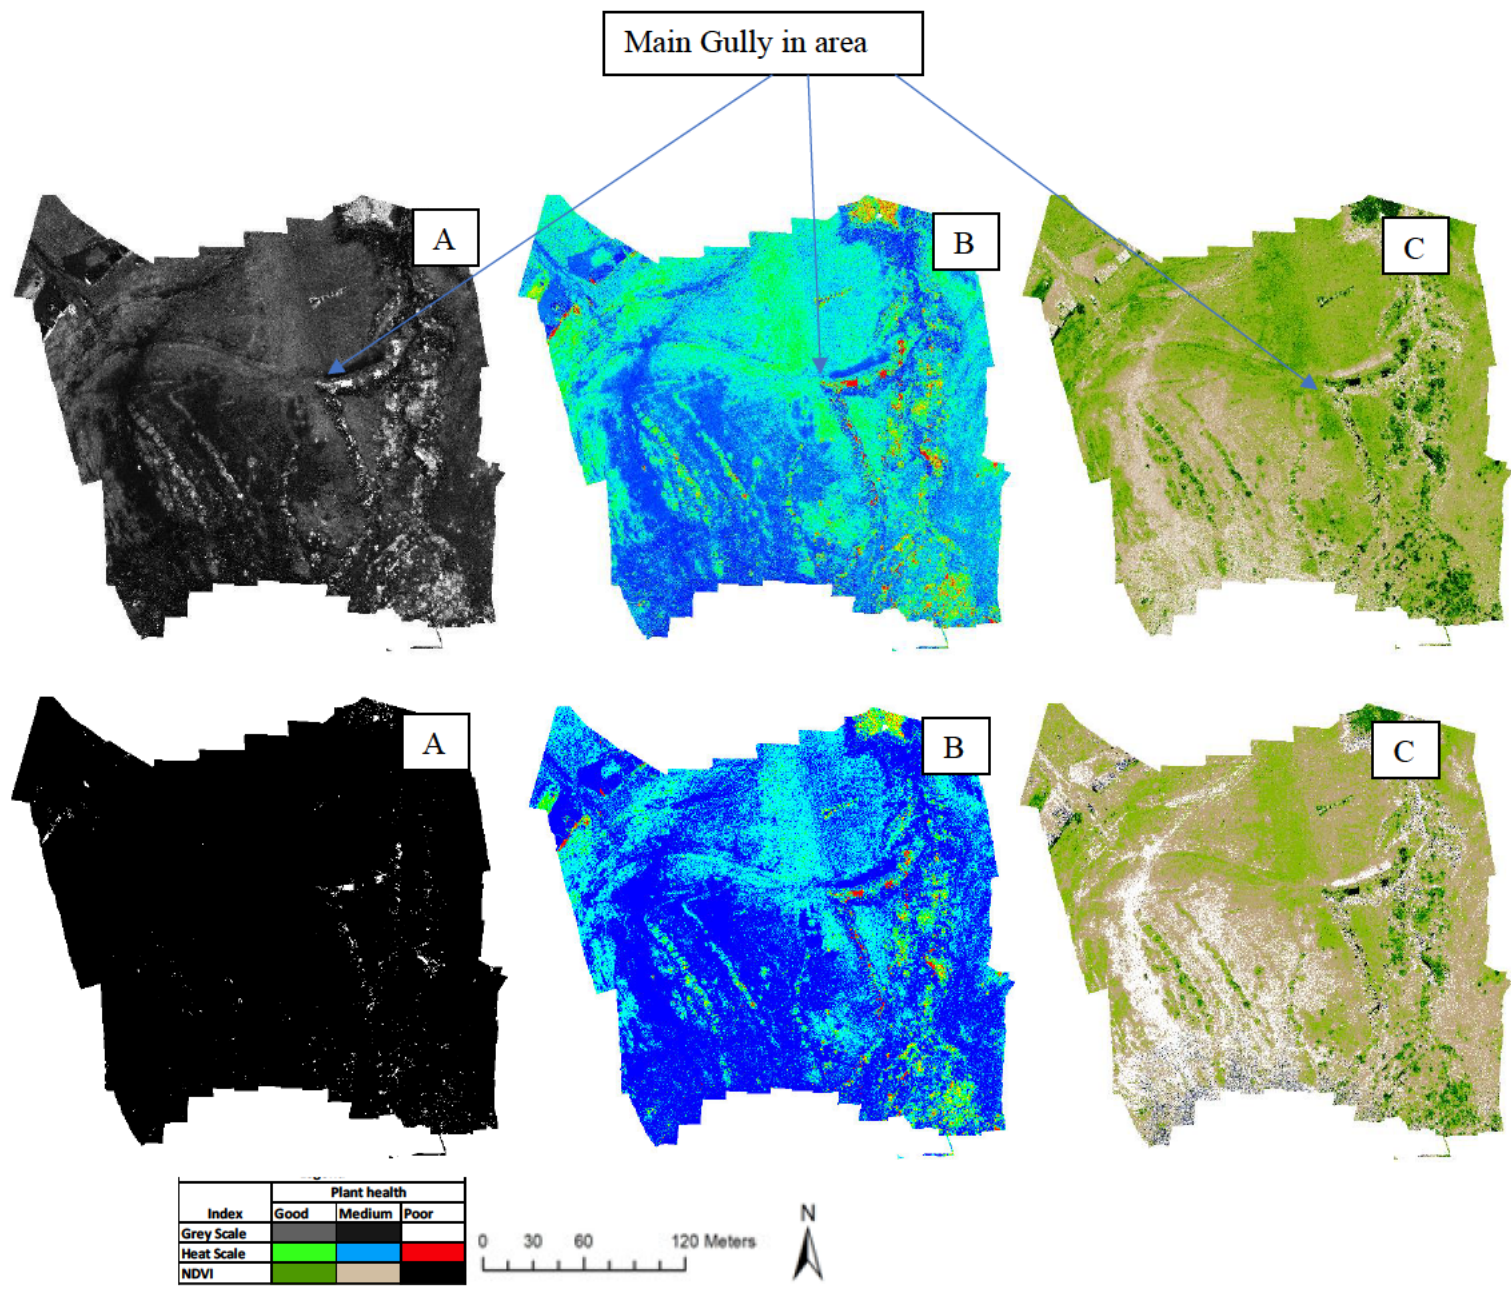 Main Gully in area
A
B
C
A
B
C
Plant health
Index Good Medium Poor
Grey Scale
Heat Scale
NDVI
0 30 60 120 Meters
N